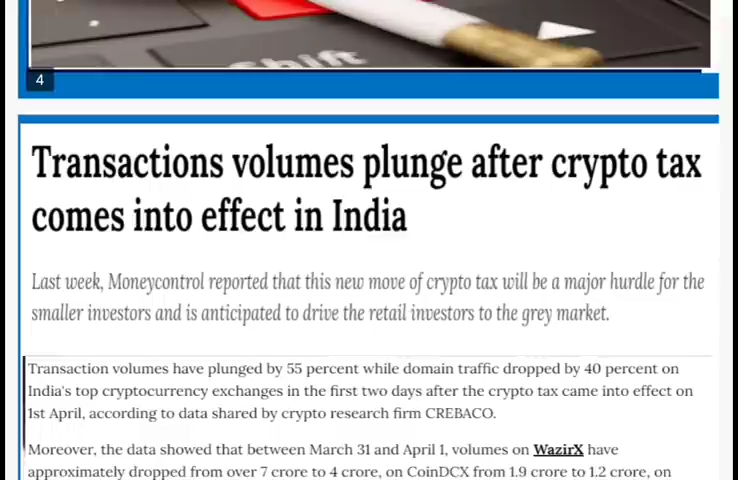 Shift
4
Transactions volumes plunge after crypto tax
comes into effect in India
Last week, Moneycontrol reported that this new move of crypto tax will be a major hurdle for the
smaller investors and is anticipated to drive the retail investors to the grey market.
Transaction volumes have plunged by 55 percent while domain traffic dropped by 40 percent on
India's top cryptocurrency exchanges in the first two days after the crypto tax came into effect on
1st April, according to data shared by crypto research firm CREBACO.
Moreover, the data showed that between March 31 and April 1, volumes on WazirX have
approximately dropped from over 7 crore to 4 crore, on CoinDCX from 1.9 crore to 1.2 crore, on